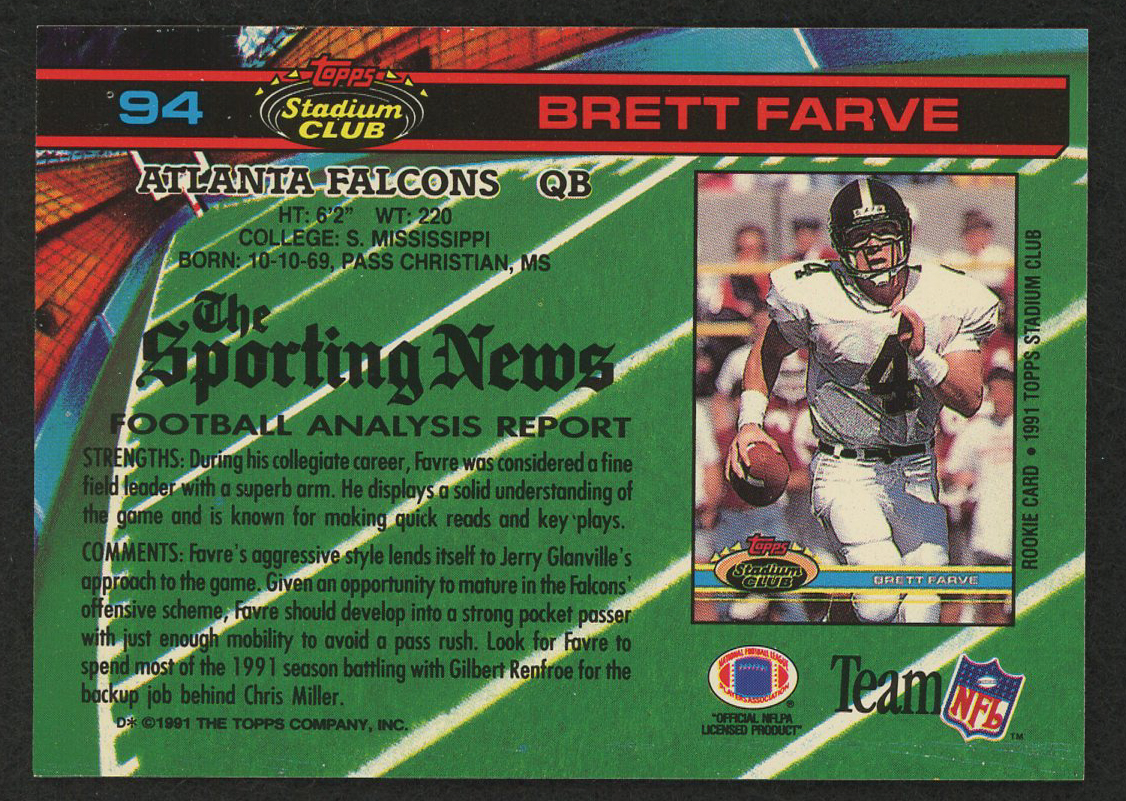 94
Topps
Stadium
CLUB
BRETT FARVE
ATLANTA FALCONS QB
HT: 6'2" WT: 220
COLLEGE: S. MISSISSIPPI
BORN: 10-10-69, PASS CHRISTIAN, MS
The
Sporting News
FOOTBALL ANALYSIS REPORT
STRENGTHS: During his collegiate career, Favre was considered a fine
field leader with a superb arm. He displays a solid understanding of
the game and is known for making quick reads and key plays.
COMMENTS: Favre's aggressive style lends itself to Jerry Glanville's
approach to the game. Given an opportunity to mature in the Falcons'
offensive scheme, Favre should develop into a strong pocket passer
with just enough mobility to avoid a pass rush. Look for Favre to
spend most of the 1991 season battling with Gilbert Renfroe for the
backup job behind Chris Miller.
D* ©1991 THE TOPPS COMPANY, INC.
4
4
Topps
Stadium
CLUB
BRETT FARVE
ROOKIE CARD • 1991 TOPPS STADIUM CLUB
NATIONAL FOOTBALL LEAGUE
PLAYERS ASSOCIATION
®
"OFFICIAL NFLPA
LICENSED PRODUCT"
Team NFL
™